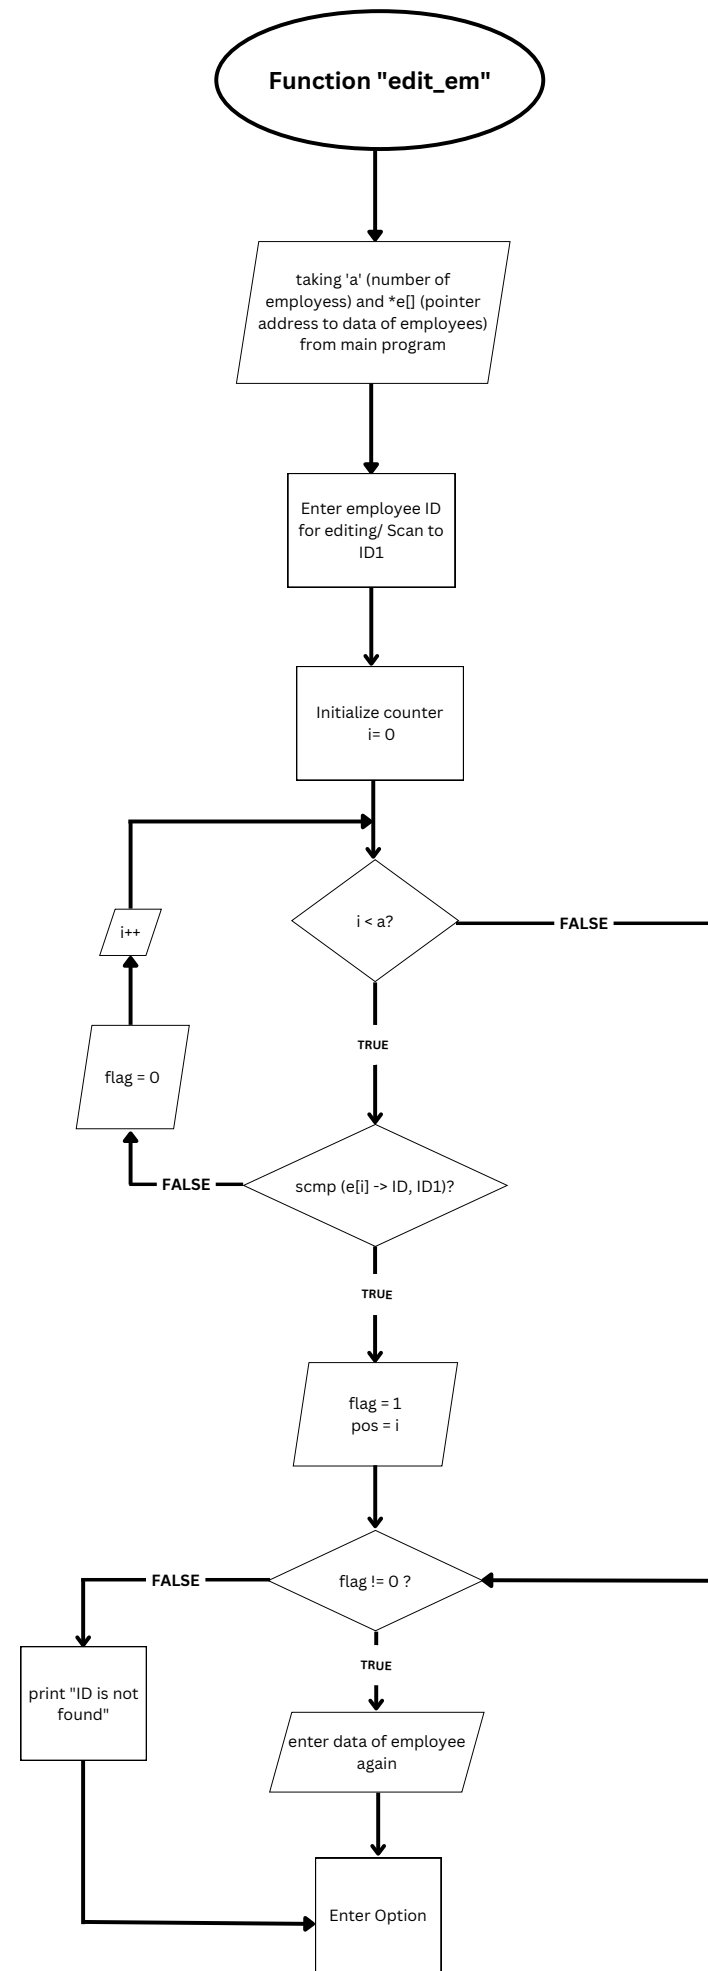 Function "edit_em"
taking 'a' (number of
employess) and *e[] (pointer
address to data of employees)
from main program
Enter employee ID
for editing/ Scan to
ID1
Initialize counter
i= 0
i++
i < a?
FALSE
TRUE
flag = 0
FALSE
scmp (e[i] -> ID, ID1)?
TRUE
flag = 1
pos = i
FALSE
flag != 0 ?
TRUE
print "ID is not
found"
enter data of employee
again
Enter Option